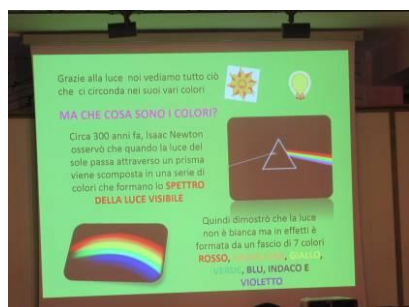 Grazie alla luce noi vediamo tutto ciò
che ci circonda nei suoi vari colori
MA CHE COSA SONO I COLORI?
Circa 300 anni fa, Isaac Newton
osservò che quando la luce del
sole passa attraverso un prisma
viene scomposta in una serie di
colori che formano lo SPETTRO
DELLA LUCE VISIBILE
Quindi dimostrò che la luce
non è bianca ma in effetti è
formata da un fascio di 7 colori
ROSSO, GIALLO,
VERDE, BLU, INDACO E
VIOLETTO